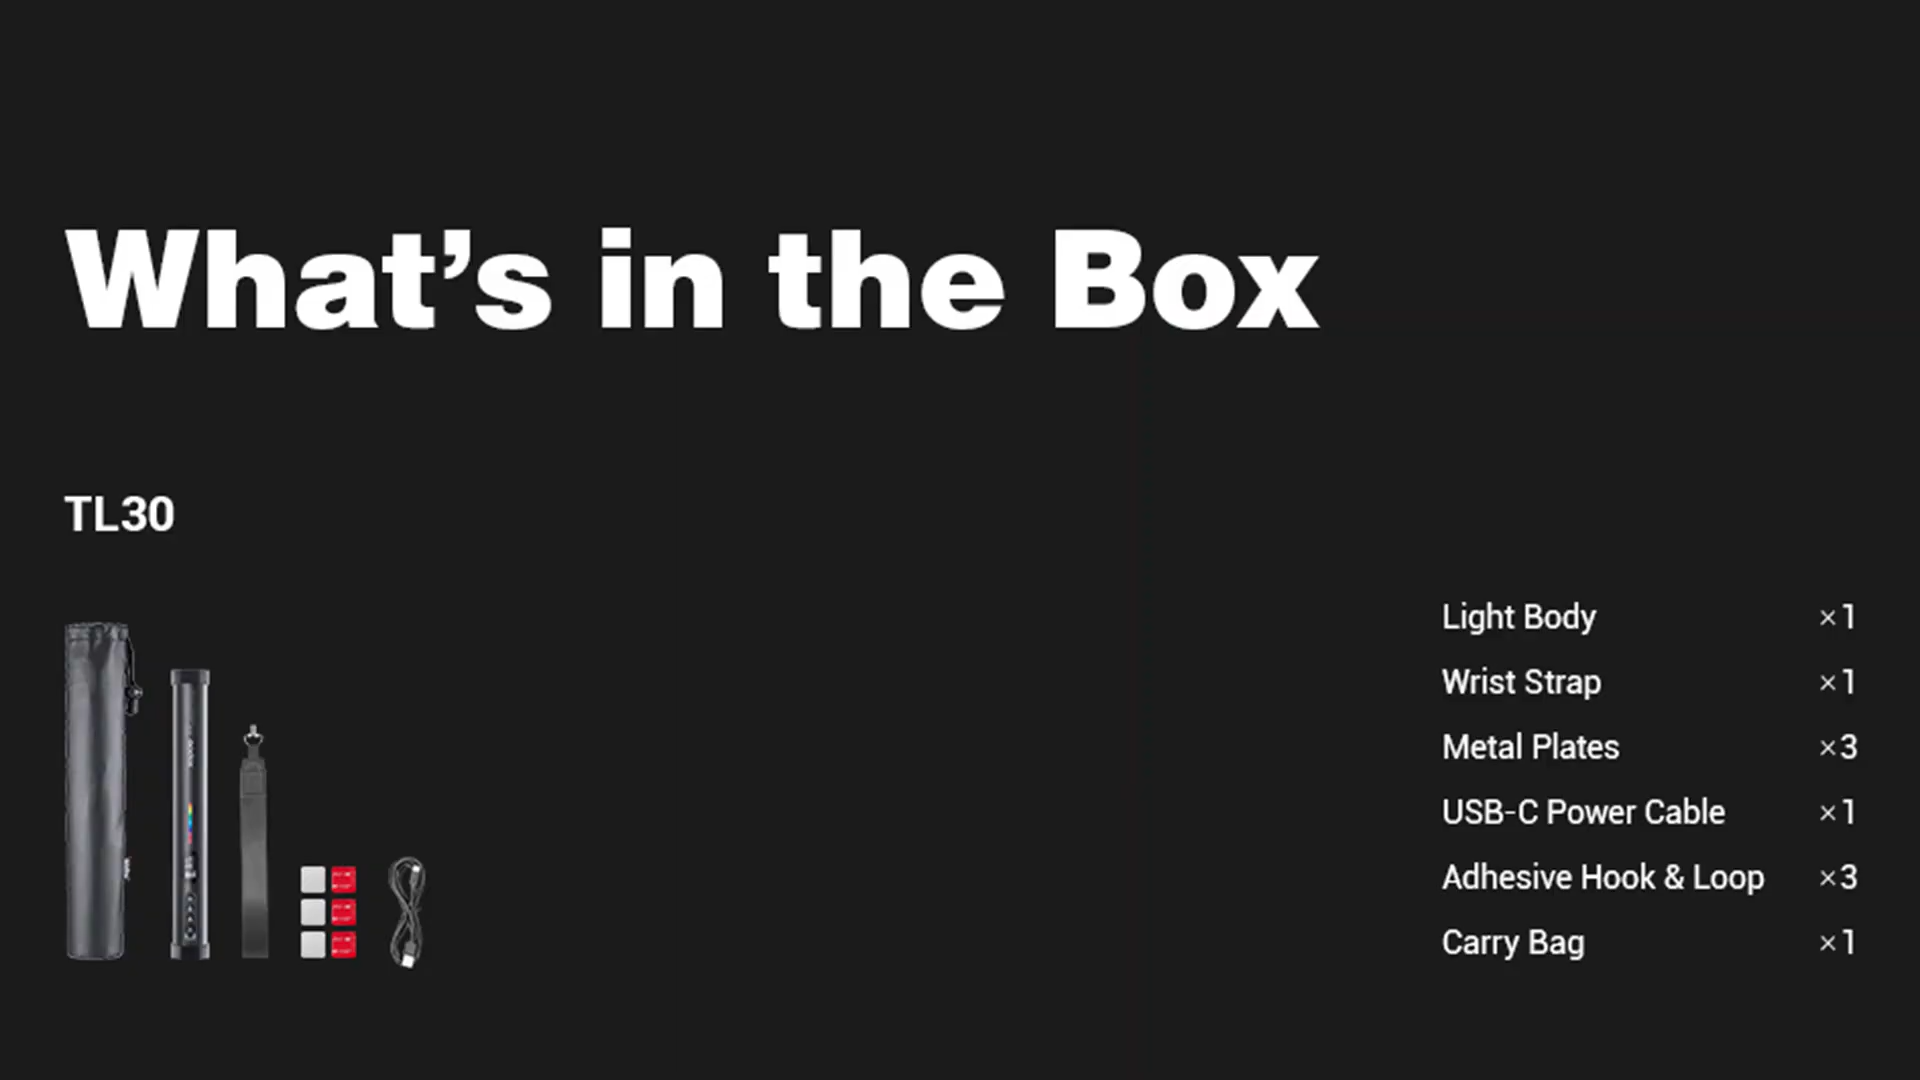 What's in the Box
TL30
Light Body ×1
Wrist Strap ×1
Metal Plates ×3
USB-C Power Cable ×1
Adhesive Hook & Loop ×3
Carry Bag ×1